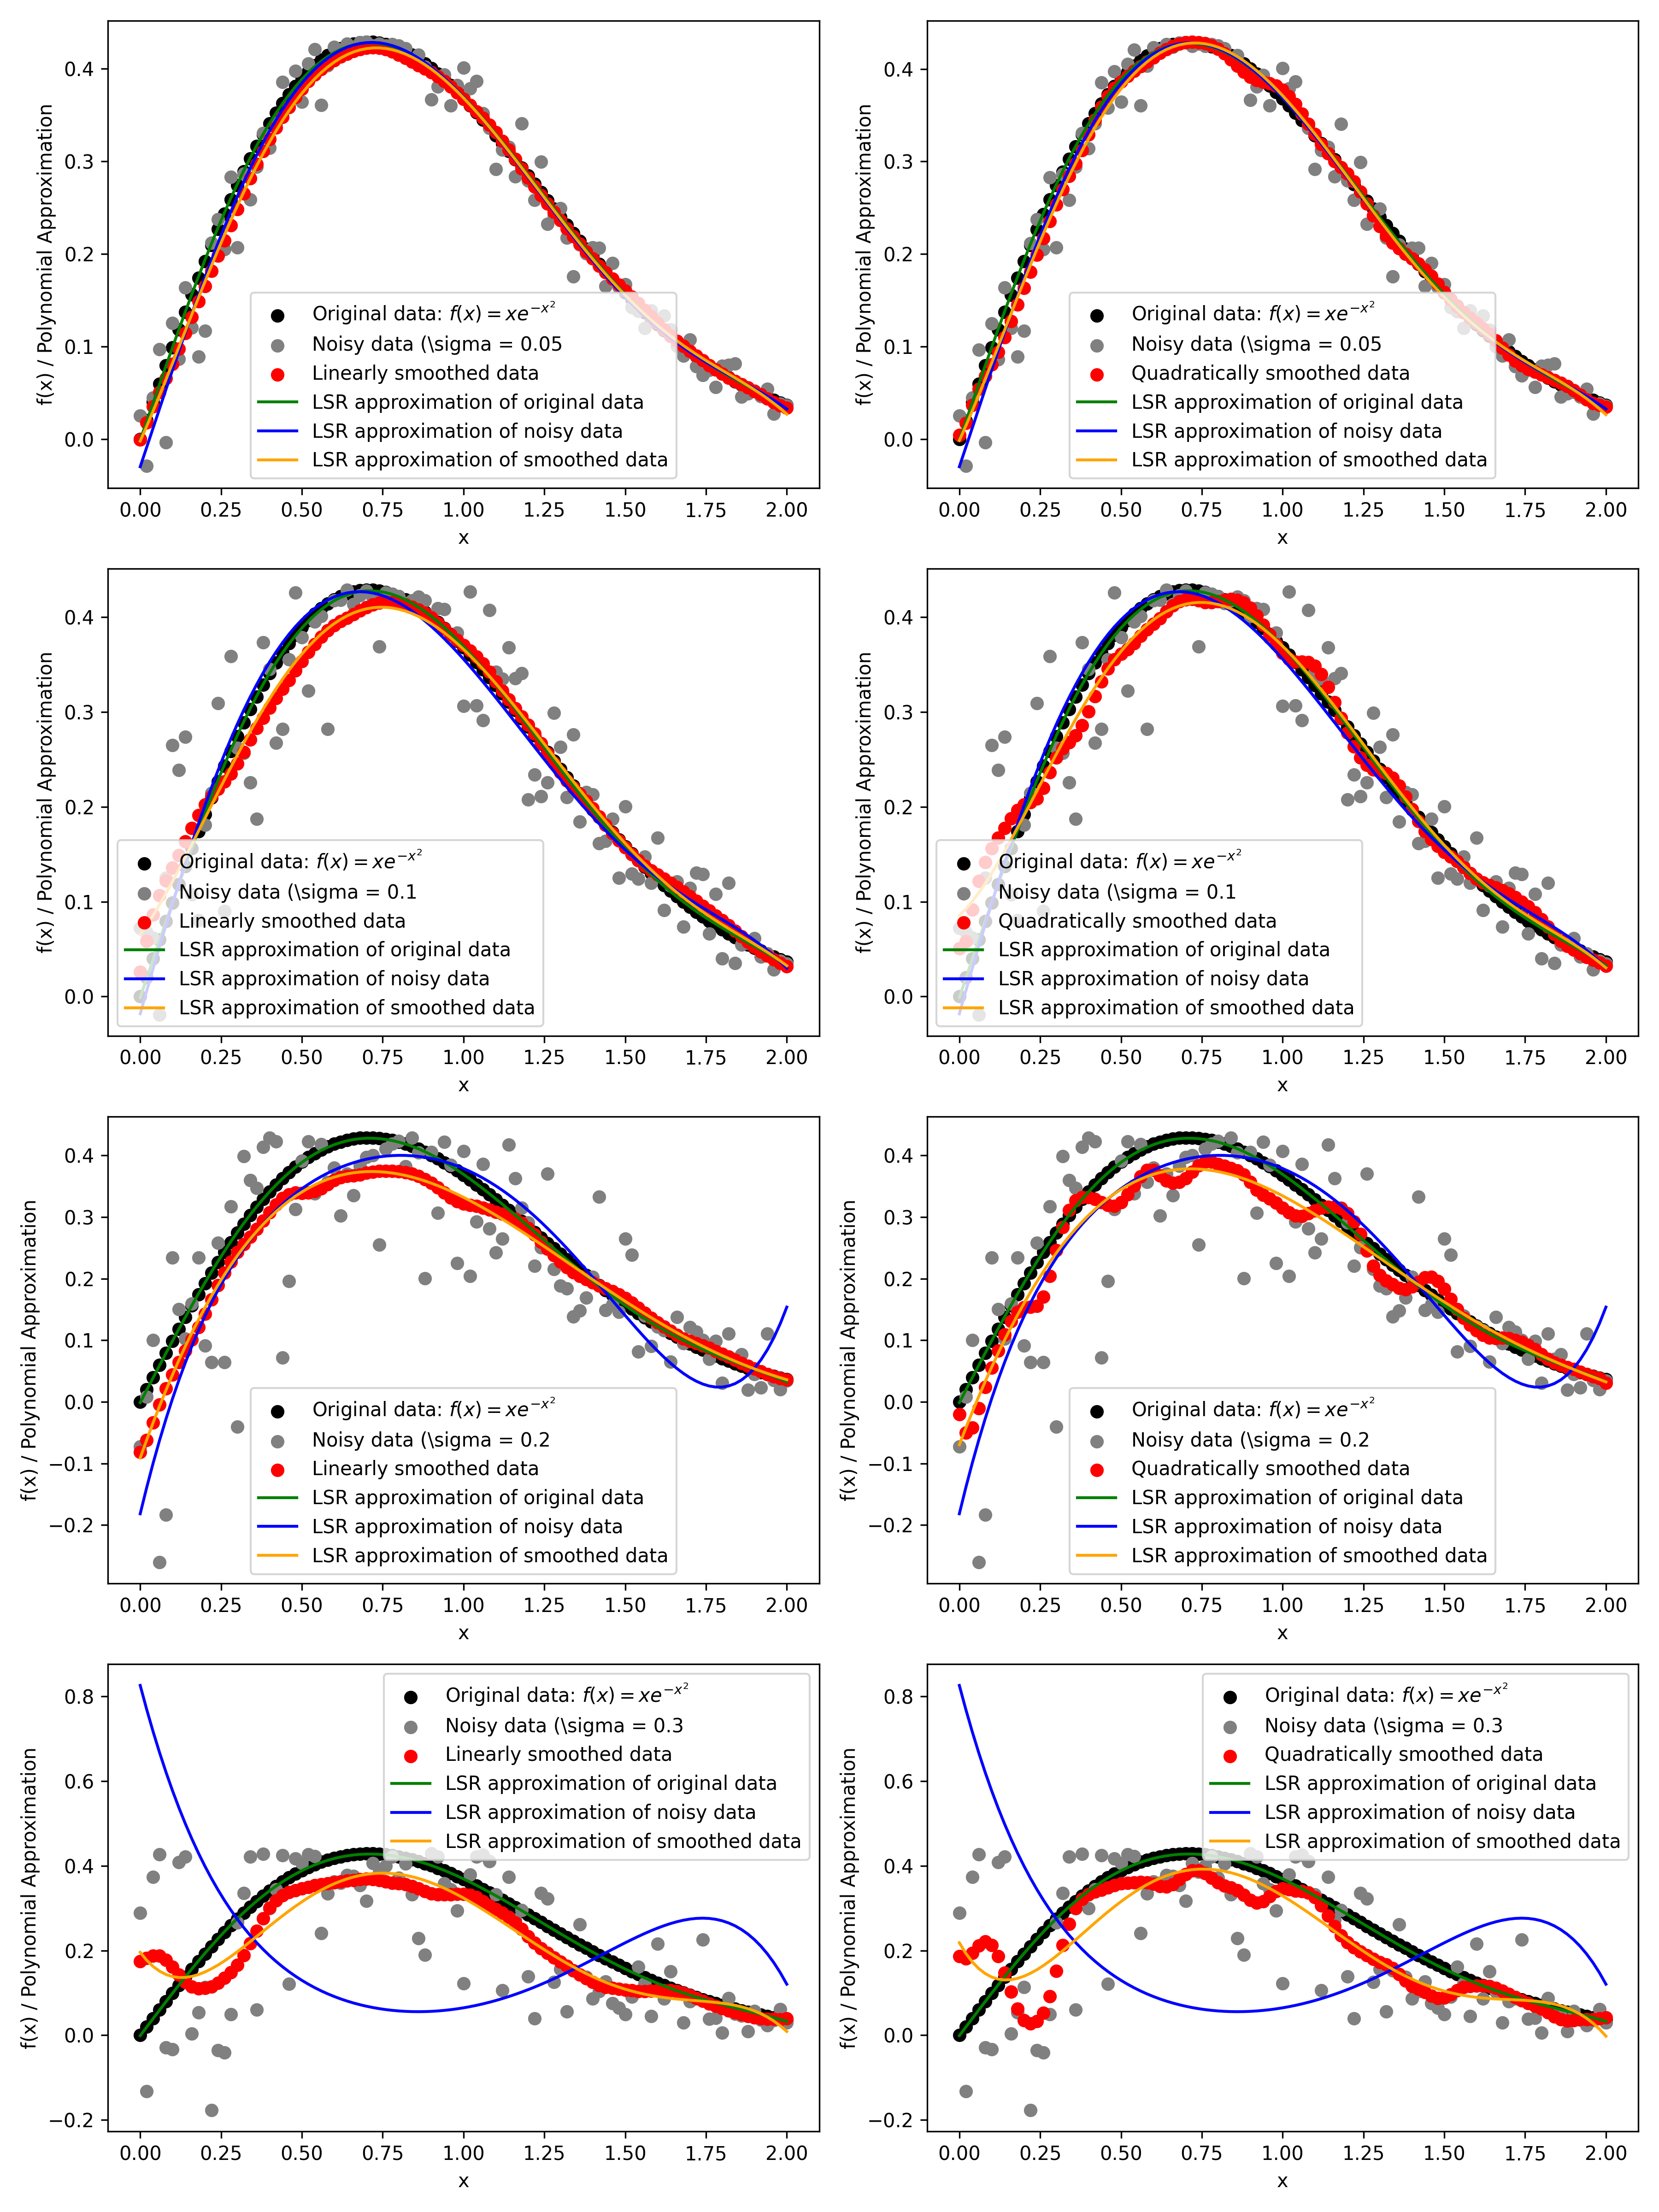 f(x) / Polynomial Approximation
0.4
0.3
0.2
0.1
0.0
Original data: f(x) = xe^{-x^2}
Noisy data (\sigma = 0.05
Linearly smoothed data
LSR approximation of original data
LSR approximation of noisy data
LSR approximation of smoothed data
0.00 0.25 0.50 0.75 1.00 1.25 1.50 1.75 2.00
x
f(x) / Polynomial Approximation
0.4
0.3
0.2
0.1
0.0
Original data: f(x) = xe^{-x^2}
Noisy data (\sigma = 0.05
Quadratically smoothed data
LSR approximation of original data
LSR approximation of noisy data
LSR approximation of smoothed data
0.00 0.25 0.50 0.75 1.00 1.25 1.50 1.75 2.00
x
f(x) / Polynomial Approximation
0.4
0.3
0.2
0.1
0.0
Original data: f(x) = xe^{-x^2}
Noisy data (\sigma = 0.1
Linearly smoothed data
LSR approximation of original data
LSR approximation of noisy data
LSR approximation of smoothed data
0.00 0.25 0.50 0.75 1.00 1.25 1.50 1.75 2.00
x
f(x) / Polynomial Approximation
0.4
0.3
0.2
0.1
0.0
Original data: f(x) = xe^{-x^2}
Noisy data (\sigma = 0.1
Quadratically smoothed data
LSR approximation of original data
LSR approximation of noisy data
LSR approximation of smoothed data
0.00 0.25 0.50 0.75 1.00 1.25 1.50 1.75 2.00
x
f(x) / Polynomial Approximation
0.4
0.3
0.2
0.1
0.0
−0.1
−0.2
Original data: f(x) = xe^{-x^2}
Noisy data (\sigma = 0.2
Linearly smoothed data
LSR approximation of original data
LSR approximation of noisy data
LSR approximation of smoothed data
0.00 0.25 0.50 0.75 1.00 1.25 1.50 1.75 2.00
x
f(x) / Polynomial Approximation
0.4
0.3
0.2
0.1
0.0
−0.1
−0.2
Original data: f(x) = xe^{-x^2}
Noisy data (\sigma = 0.2
Quadratically smoothed data
LSR approximation of original data
LSR approximation of noisy data
LSR approximation of smoothed data
0.00 0.25 0.50 0.75 1.00 1.25 1.50 1.75 2.00
x
f(x) / Polynomial Approximation
0.8
0.6
0.4
0.2
0.0
−0.2
Original data: f(x) = xe^{-x^2}
Noisy data (\sigma = 0.3
Linearly smoothed data
LSR approximation of original data
LSR approximation of noisy data
LSR approximation of smoothed data
0.00 0.25 0.50 0.75 1.00 1.25 1.50 1.75 2.00
x
f(x) / Polynomial Approximation
0.8
0.6
0.4
0.2
0.0
−0.2
Original data: f(x) = xe^{-x^2}
Noisy data (\sigma = 0.3
Quadratically smoothed data
LSR approximation of original data
LSR approximation of noisy data
LSR approximation of smoothed data
0.00 0.25 0.50 0.75 1.00 1.25 1.50 1.75 2.00
x